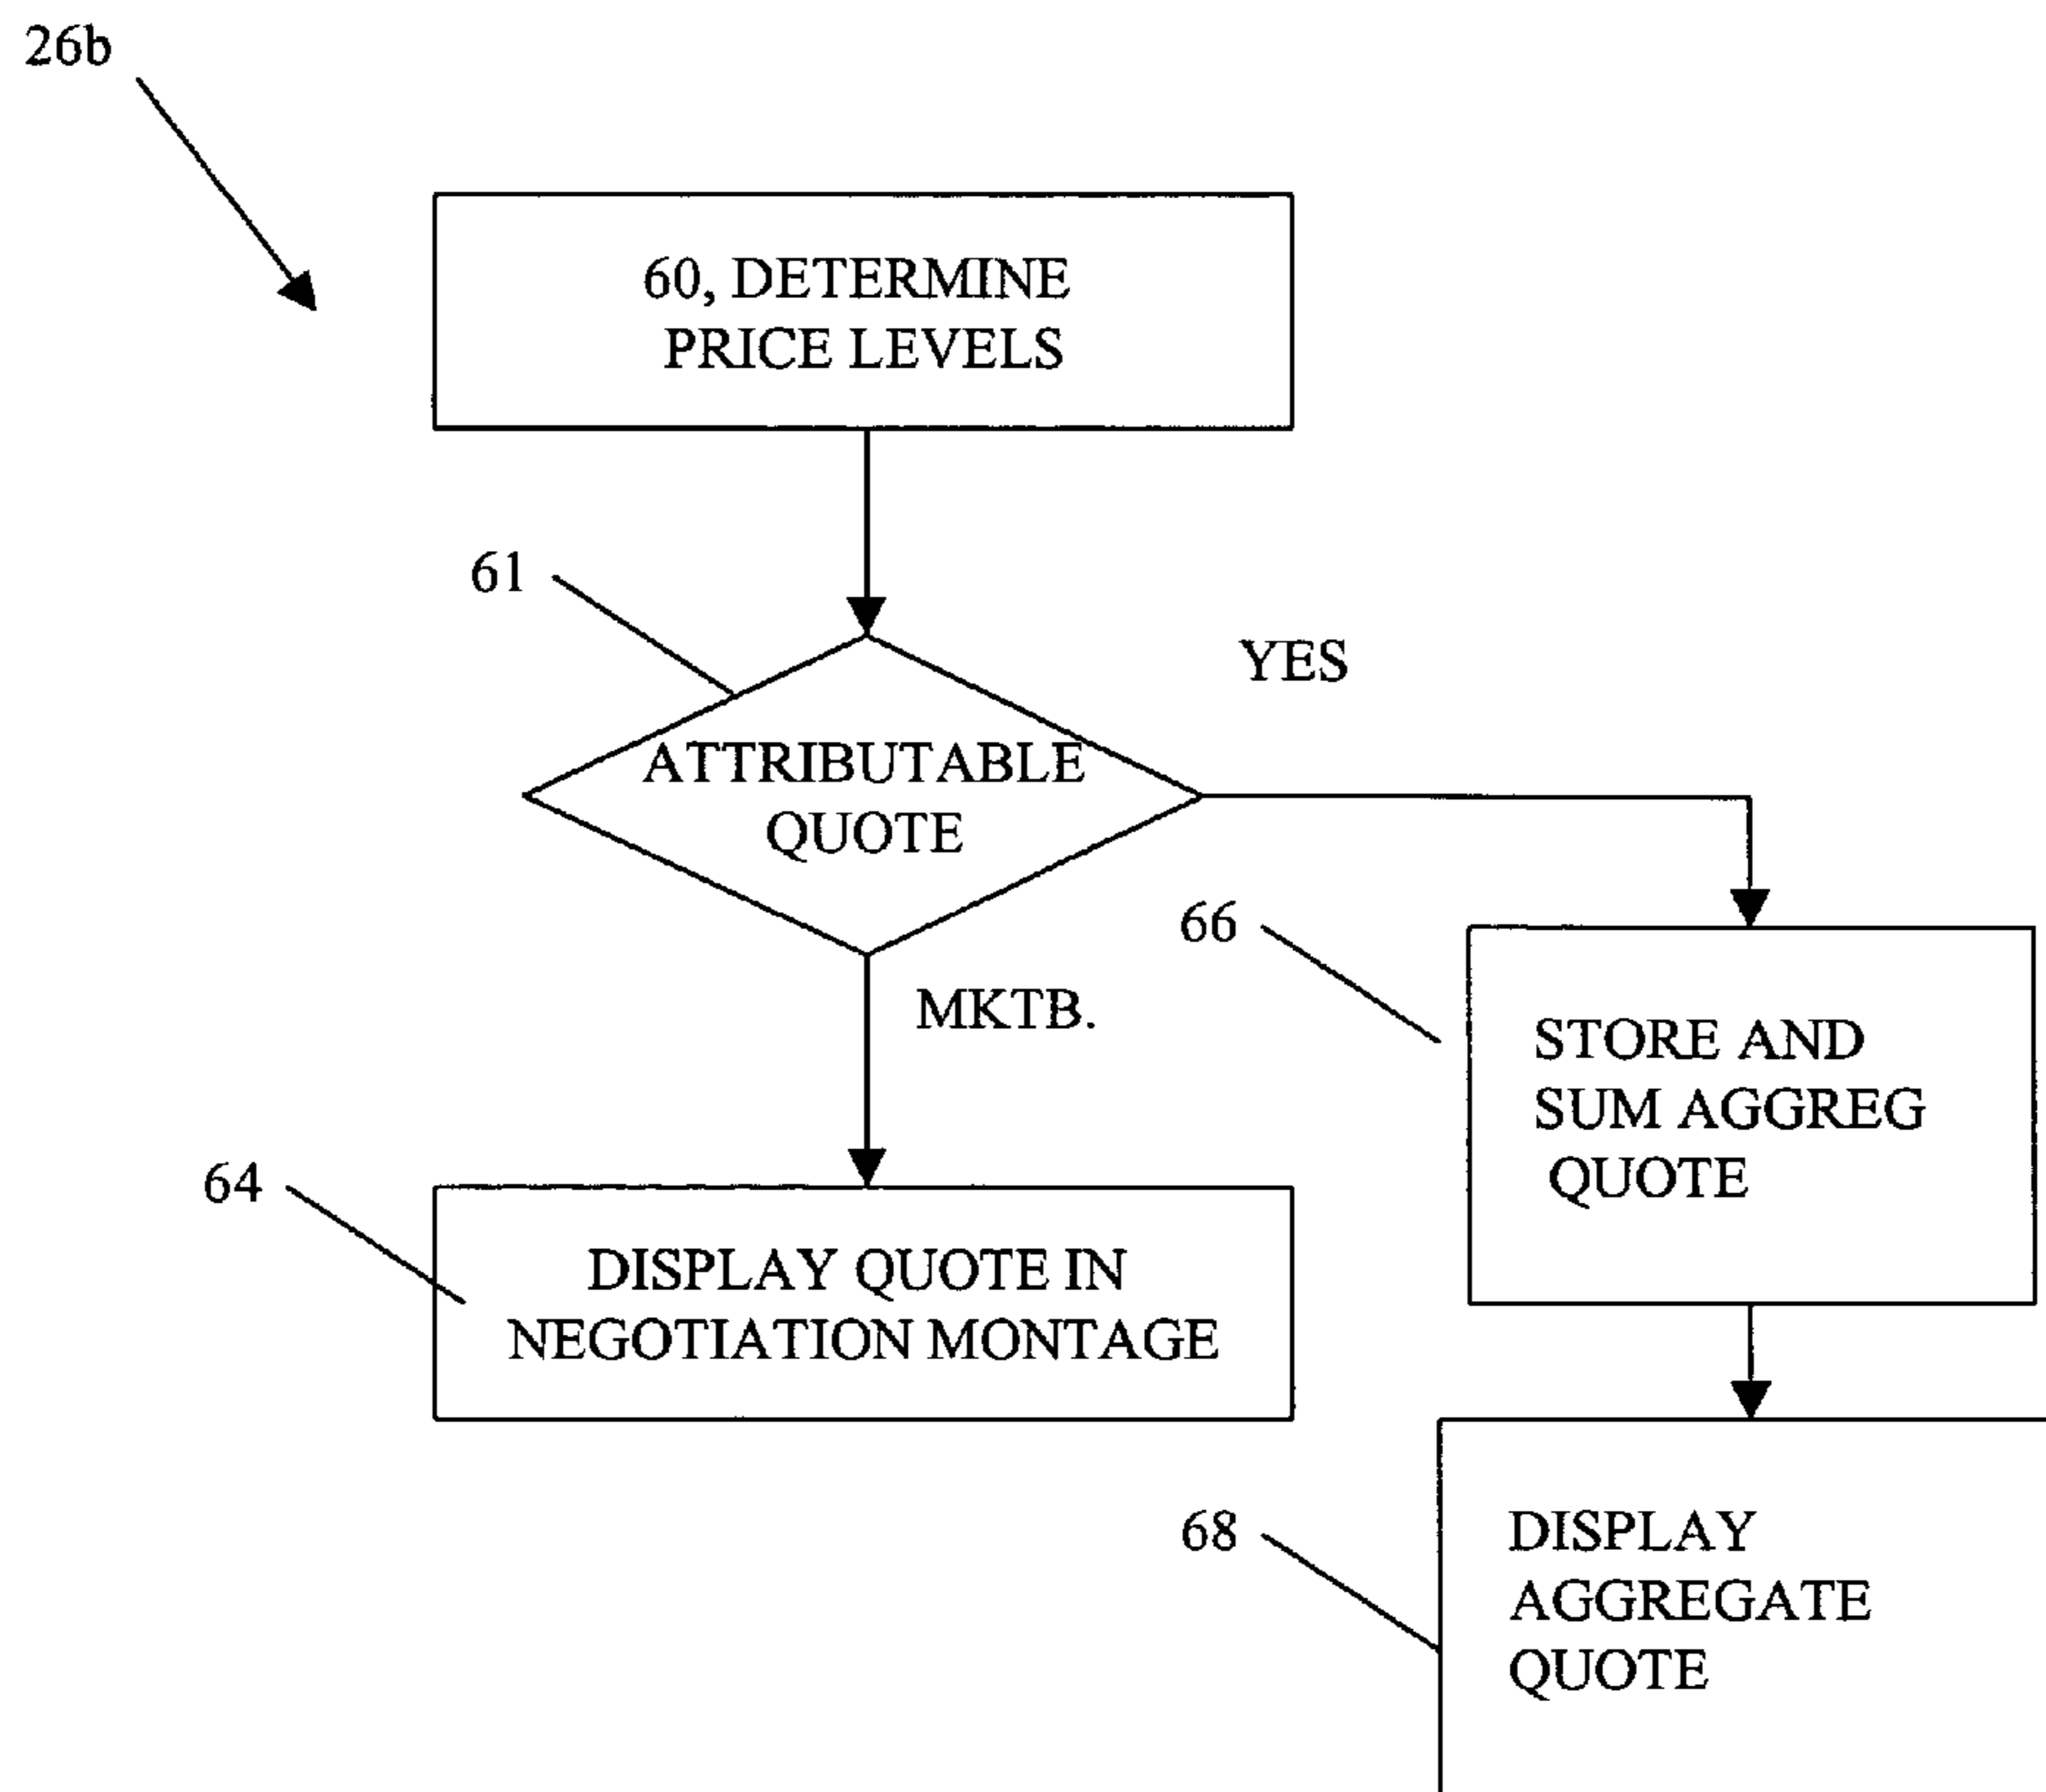 26b
60, DETERMINE
PRICE LEVELS
61
YES
ATTRIBUTABLE
QUOTE
66
MKTB.
STORE AND
SUM AGGREG
QUOTE
64
DISPLAY QUOTE IN
NEGOTIATION MONTAGE
68
DISPLAY
AGGREGATE
QUOTE